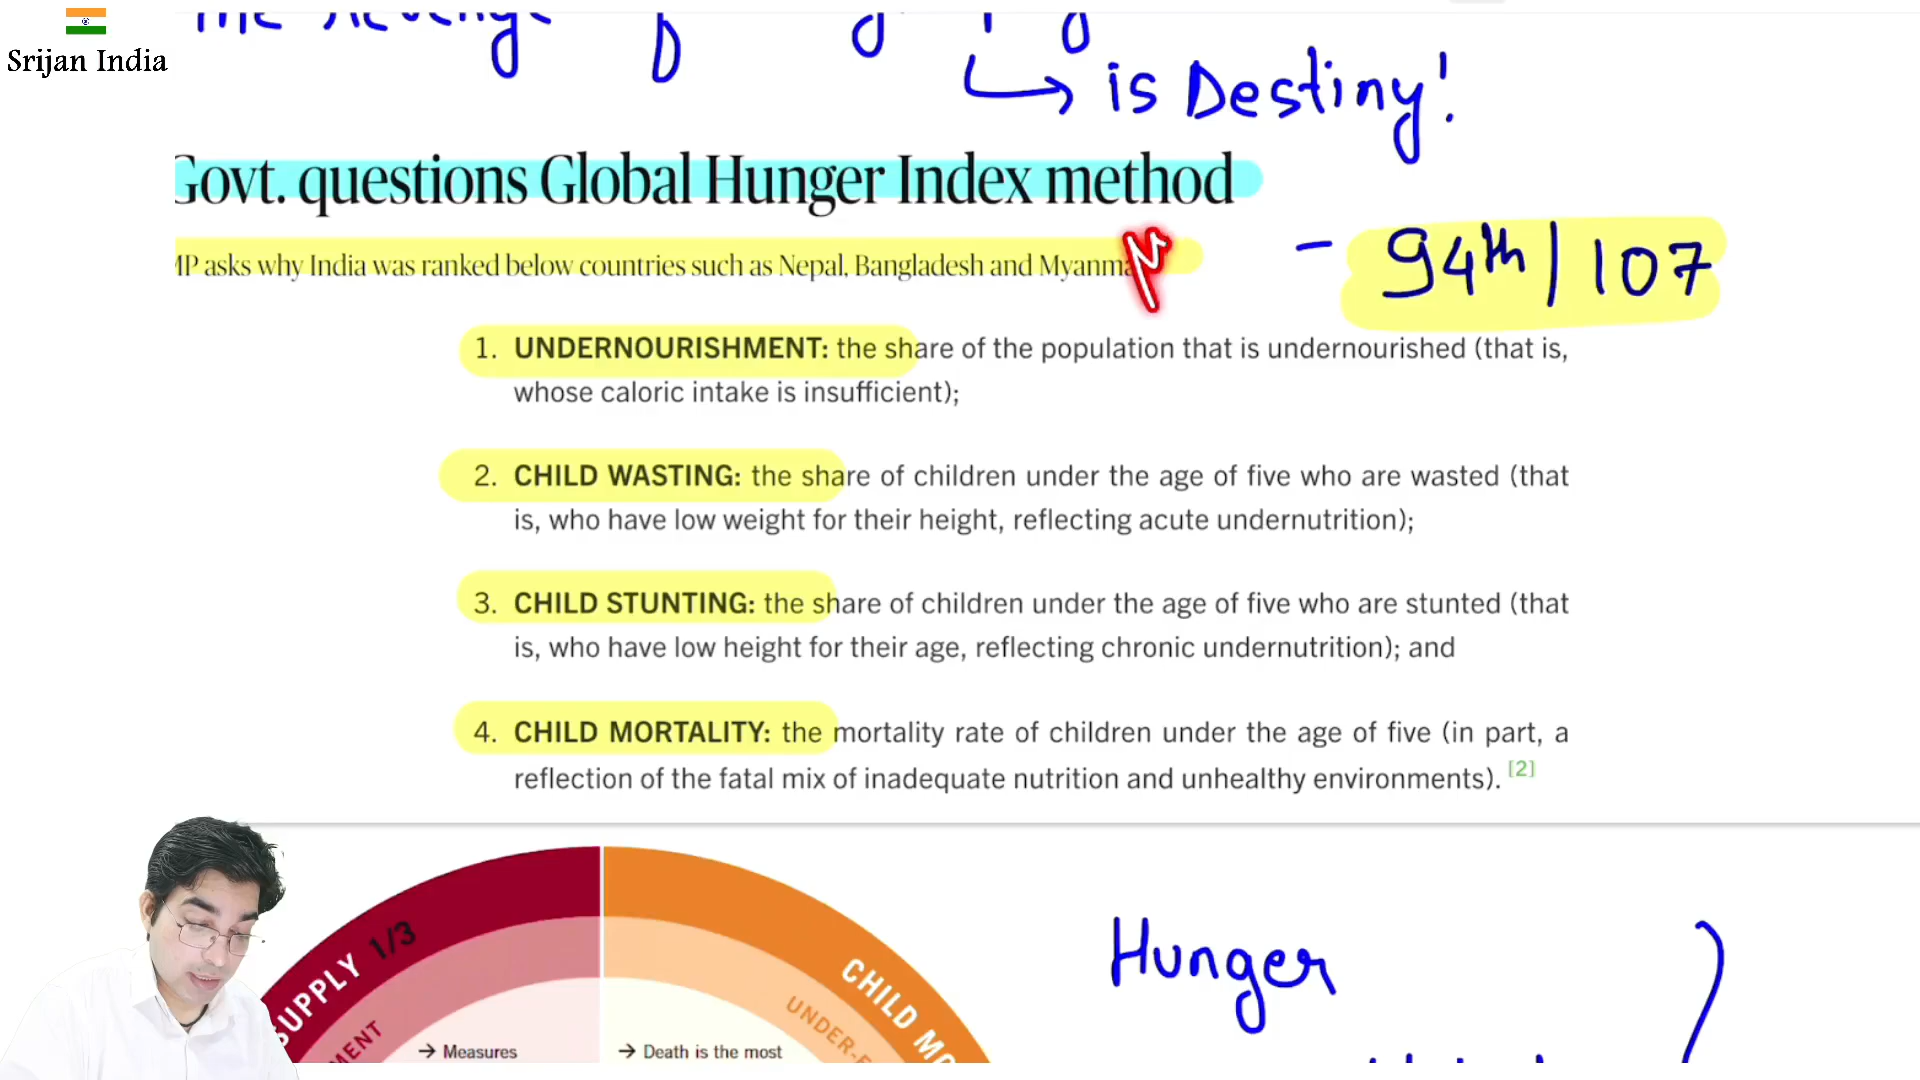 Srijan India
is Destiny!
Govt. questions Global Hunger Index method
MP asks why India was ranked below countries such as Nepal, Bangladesh and
- 94th | 107
1. UNDERNOURISHMENT: the share of the population that is undernourished (that is,
whose caloric intake is insufficient);
2. CHILD WASTING: the share of children under the age of five who are wasted (that
is, who have low weight for their height, reflecting acute undernutrition);
3. CHILD STUNTING: the share of children under the age of five who are stunted (that
is, who have low height for their age, reflecting chronic undernutrition); and
4. CHILD MORTALITY: the mortality rate of children under the age of five (in part, a
reflection of the fatal mix of inadequate nutrition and unhealthy environments). [2]
SUPPLY 1/3
CHILD
Hunger
→ Measures
→ Death is the most